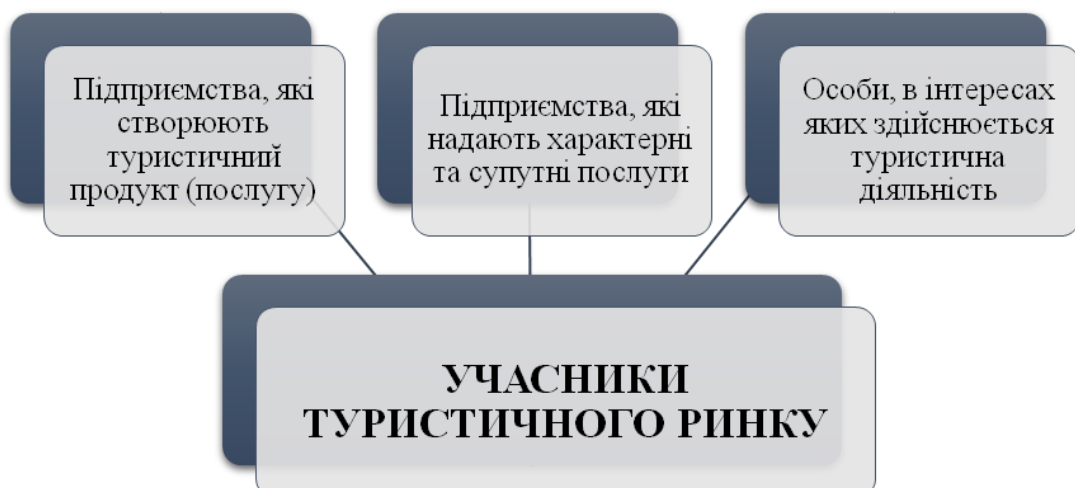 Підприємства, які
створюють
туристичний
продукт (послугу)
Підприємства, які
надають характерні
та супутні послуги
Особи, в інтересах
яких здійснюється
туристична
діяльність
УЧАСНИКИ
ТУРИСТИЧНОГО РИНКУ